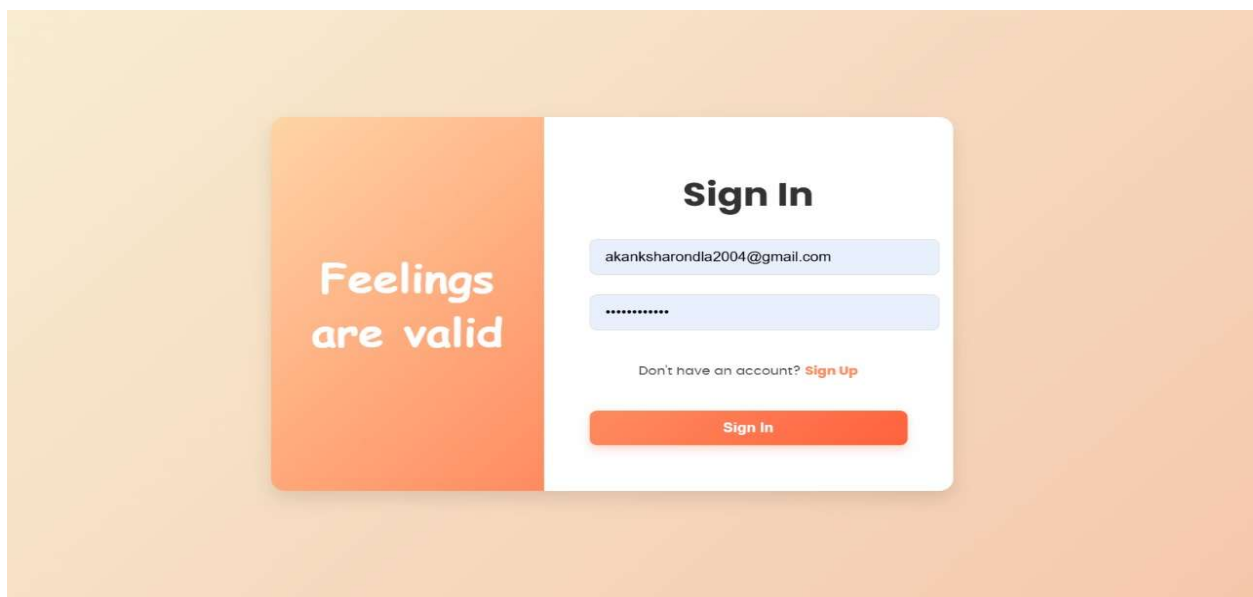 Feelings
are valid
Sign In
akanksharondla2004@gmail.com
••••••••••••
Don't have an account? Sign Up
Sign In